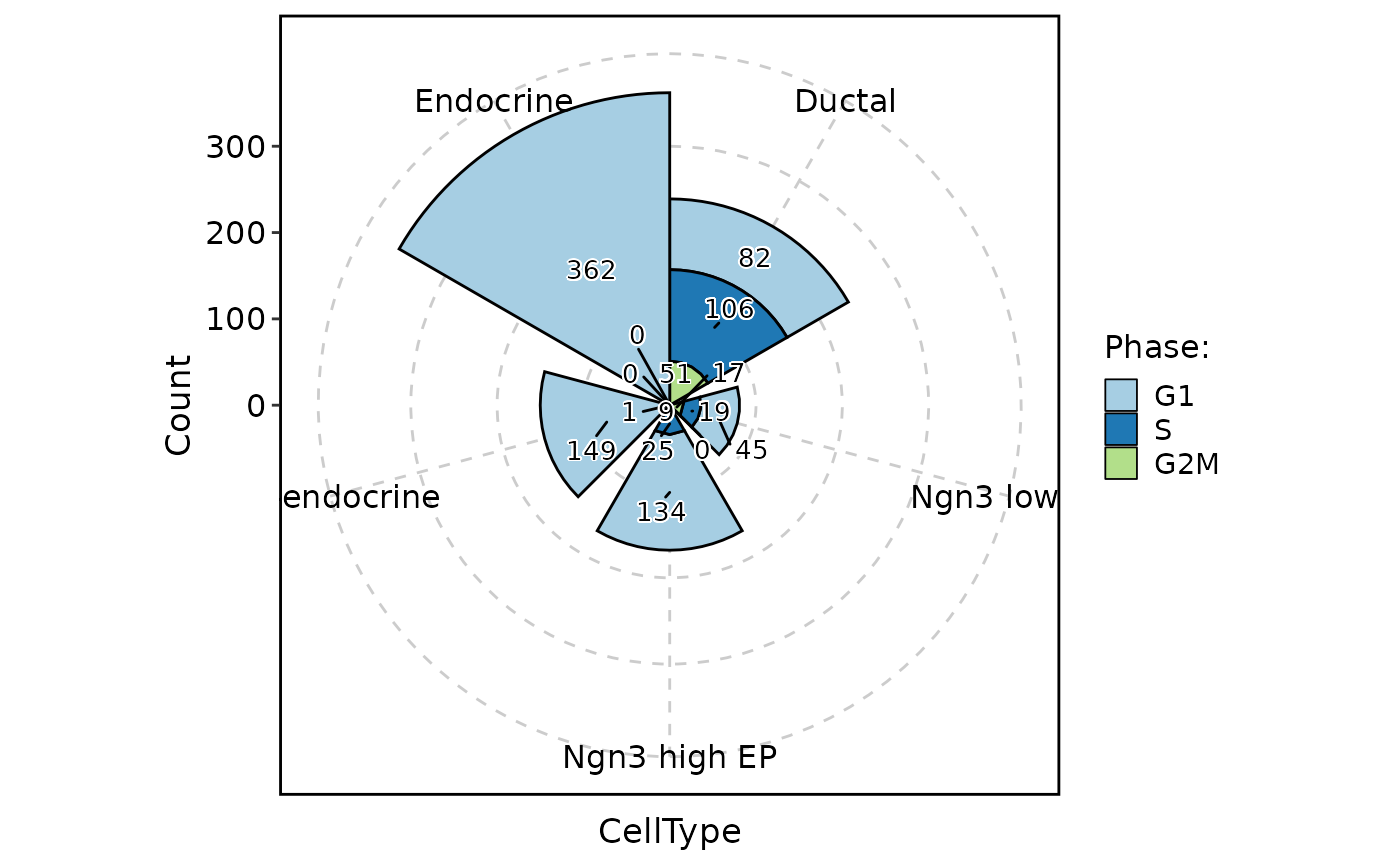 Endocrine
Ductal
300
200
100
0
Count
362
82
106
0
0
51
17
1
9
19
149
25
0
45
134
endocrine
Ngn3 low
Ngn3 high EP
CellType
Phase:
G1
S
G2M